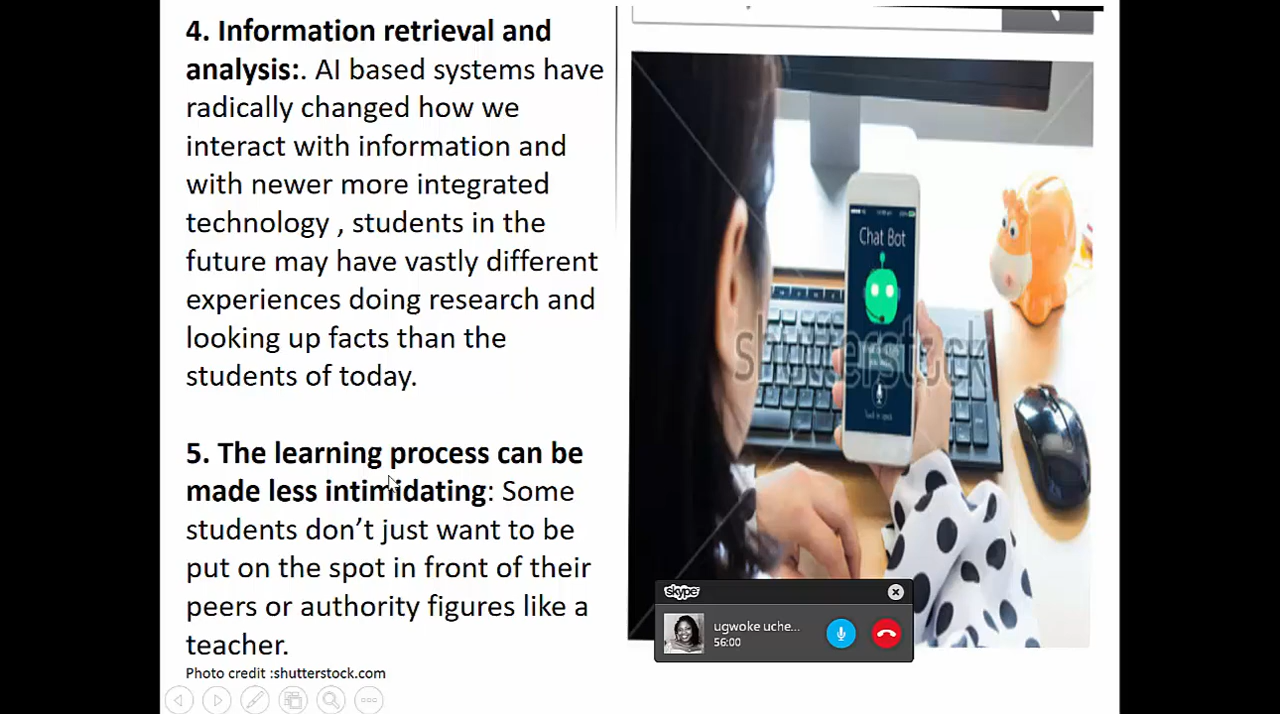 4. Information retrieval and
analysis:. AI based systems have
radically changed how we
interact with information and
with newer more integrated
technology , students in the
future may have vastly different
experiences doing research and
looking up facts than the
students of today.
5. The learning process can be
made less intimidating: Some
students don’t just want to be
put on the spot in front of their
peers or authority figures like a
teacher.
Photo credit :shutterstock.com
Chat Bot
shutterstock
skype
ugwoke uche...
56:00